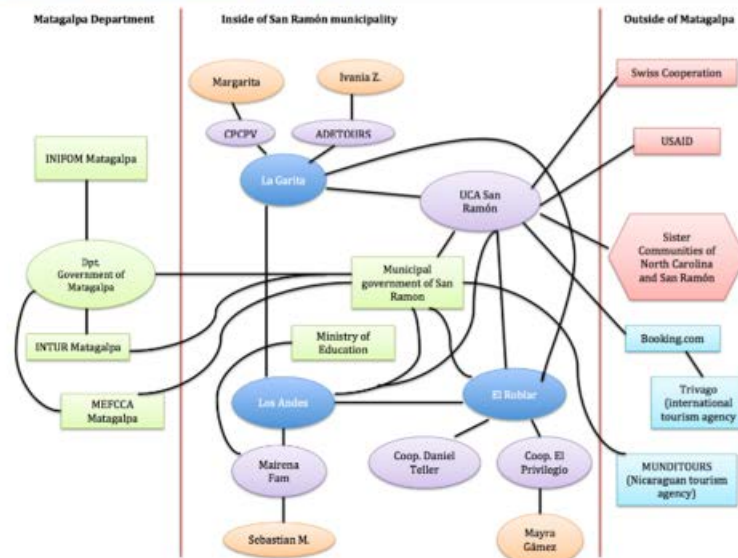 Matagalpa Department
Inside of San Ramón municipality
Outside of Matagalpa
Margarita
Ivania Z.
Swiss Cooperation
CPCPV
ADETOURS
USAID
INIFOM Matagalpa
La Garita
UCA San
Ramón
Sister
Communities of
North Carolina
and San Ramón
Dpt.
Government of
Matagalpa
Municipal
government of San
Ramon
INTUR Matagalpa
Ministry of
Education
Booking.com
MEFCCA
Matagalpa
Los Andes
El Roblar
Trivago
(international
tourism agency
Mairena
Fam
Coop. Daniel
Teller
Coop. El
Privilegio
MUNDITOURS
(Nicaraguan tourism
agency)
Sebastian M.
Mayra
Gámez